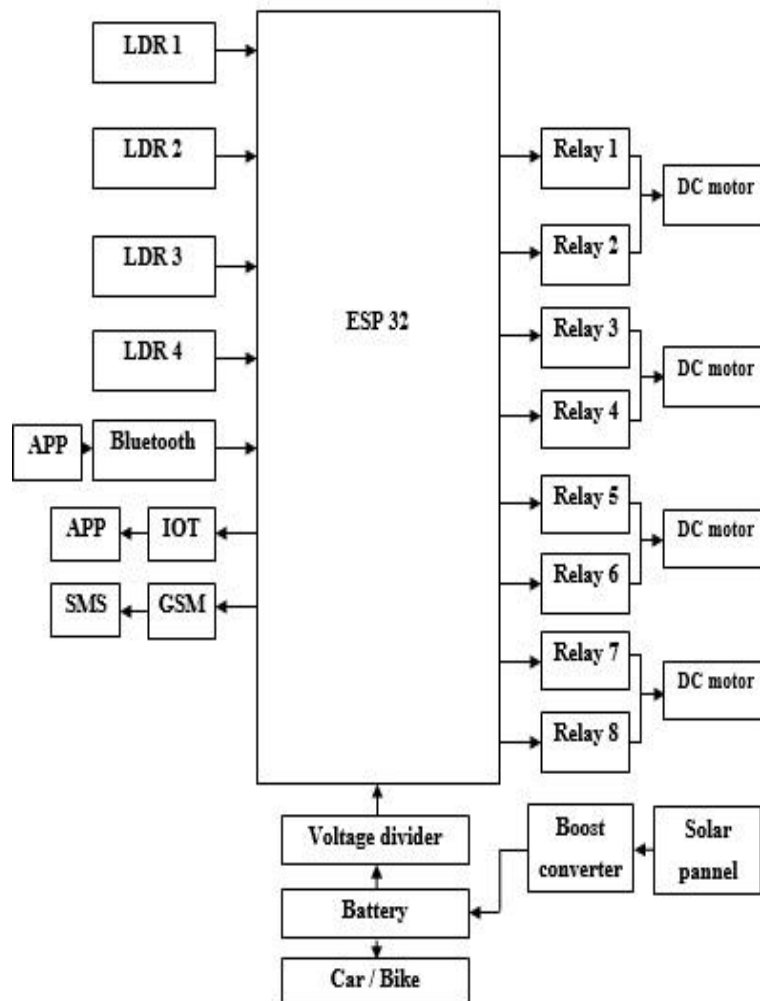 LDR 1
LDR 2
LDR 3
LDR 4
APP
Bluetooth
APP
IOT
SMS
GSM
ESP 32
Relay 1
Relay 2
DC motor
Relay 3
Relay 4
DC motor
Relay 5
Relay 6
DC motor
Relay 7
Relay 8
DC motor
Voltage divider
Battery
Car / Bike
Boost
converter
Solar
pannel